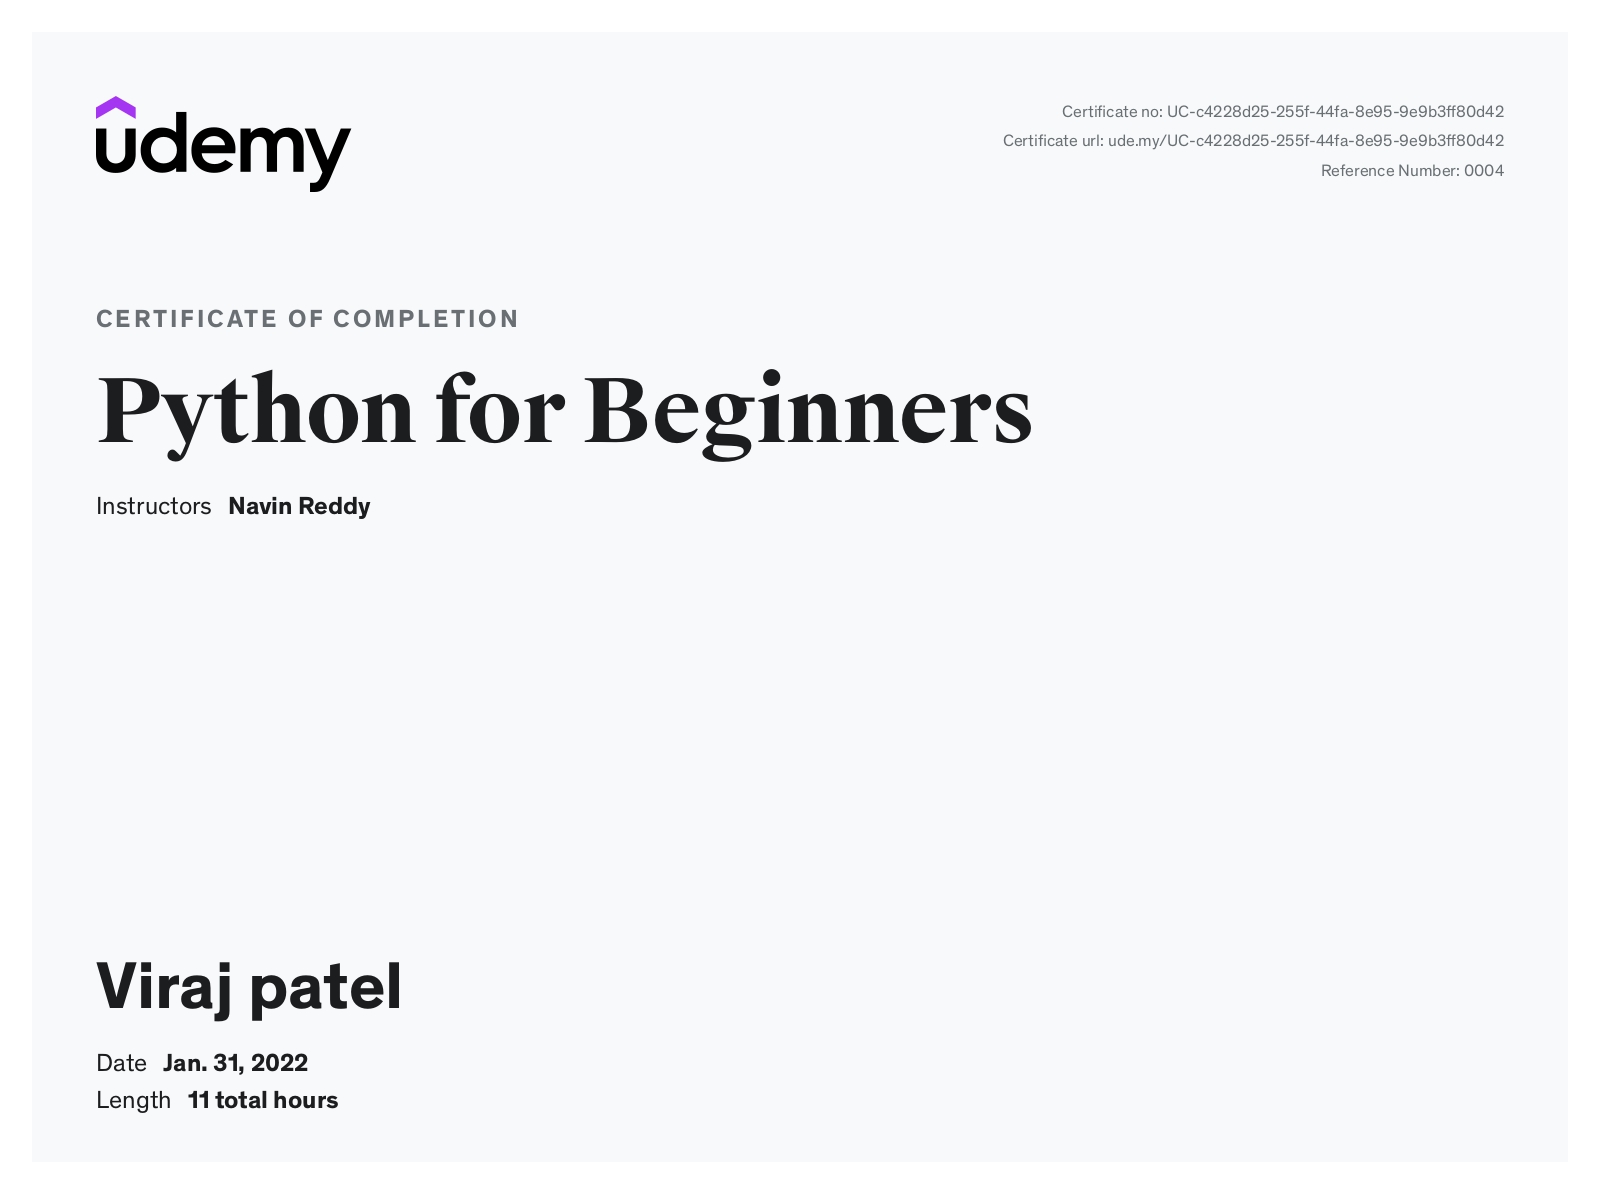 udemy
Certificate no: UC-c4228d25-255f-44fa-8e95-9e9b3ff80d42
Certificate url: ude.my/UC-c4228d25-255f-44fa-8e95-9e9b3ff80d42
Reference Number: 0004
CERTIFICATE OF COMPLETION
Python for Beginners
Instructors Navin Reddy
Viraj patel
Date Jan. 31, 2022
Length 11 total hours